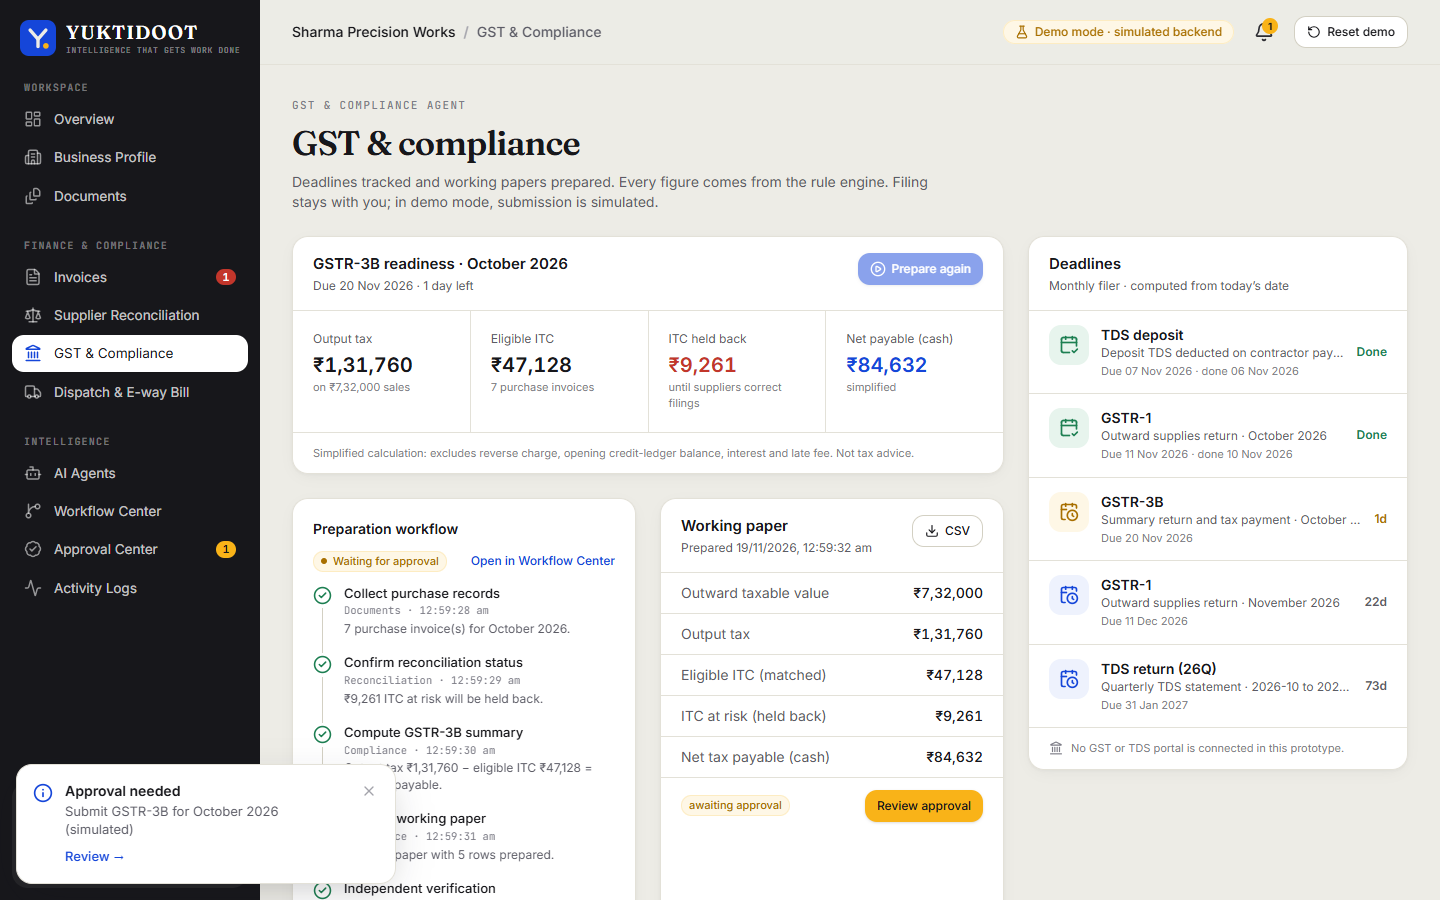 YUKTIDOOT
INTELLIGENCE THAT GETS WORK DONE
WORKSPACE
Overview
Business Profile
Documents
FINANCE & COMPLIANCE
Invoices 1
Supplier Reconciliation
GST & Compliance
Dispatch & E-way Bill
INTELLIGENCE
AI Agents
Workflow Center
Approval Center 1
Activity Logs
Sharma Precision Works / GST & Compliance
Demo mode · simulated backend
1
Reset demo
GST & COMPLIANCE AGENT
GST & compliance
Deadlines tracked and working papers prepared. Every figure comes from the rule engine. Filing
stays with you; in demo mode, submission is simulated.
GSTR-3B readiness · October 2026
Due 20 Nov 2026 · 1 day left
Prepare again
Output tax
₹1,31,760
on ₹7,32,000 sales
Eligible ITC
₹47,128
7 purchase invoices
ITC held back
₹9,261
until suppliers correct
filings
Net payable (cash)
₹84,632
simplified
Simplified calculation: excludes reverse charge, opening credit-ledger balance, interest and late fee. Not tax advice.
Preparation workflow
Waiting for approval
Open in Workflow Center
Collect purchase records
Documents · 12:59:28 am
7 purchase invoice(s) for October 2026.
Confirm reconciliation status
Reconciliation · 12:59:29 am
₹9,261 ITC at risk will be held back.
Compute GSTR-3B summary
Compliance · 12:59:30 am
tax ₹1,31,760 − eligible ITC ₹47,128 =
payable.
working paper
· 12:59:31 am
paper with 5 rows prepared.
Independent verification
Working paper
Prepared 19/11/2026, 12:59:32 am
CSV
Outward taxable value ₹7,32,000
Output tax ₹1,31,760
Eligible ITC (matched) ₹47,128
ITC at risk (held back) ₹9,261
Net tax payable (cash) ₹84,632
awaiting approval
Review approval
Deadlines
Monthly filer · computed from today's date
TDS deposit
Deposit TDS deducted on contractor pay... Done
Due 07 Nov 2026 · done 06 Nov 2026
GSTR-1
Outward supplies return · October 2026 Done
Due 11 Nov 2026 · done 10 Nov 2026
GSTR-3B
Summary return and tax payment · October ... 1d
Due 20 Nov 2026
GSTR-1
Outward supplies return · November 2026 22d
Due 11 Dec 2026
TDS return (26Q)
Quarterly TDS statement · 2026-10 to 202... 73d
Due 31 Jan 2027
No GST or TDS portal is connected in this prototype.
Approval needed
Submit GSTR-3B for October 2026
(simulated)
Review →